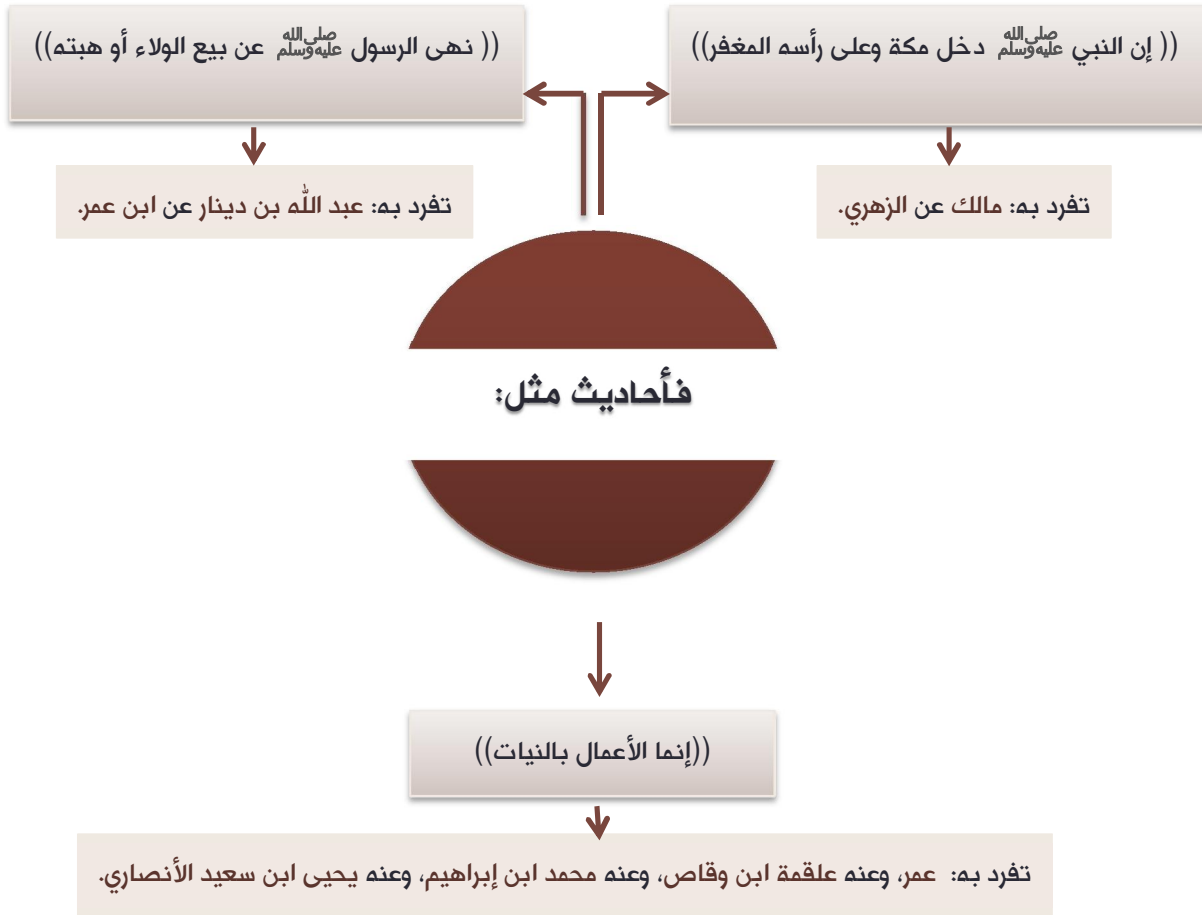 (( إن النبي ﷺ دخل مكة وعلى رأسه المغفر))
(( نهى الرسول ﷺ عن بيع الولاء أو هبته))
تفرد به: مالك عن الزهري.
تفرد به: عبد الله بن دينار عن ابن عمر.
فأحاديث مثل:
((إنما الأعمال بالنيات))
تفرد به: عمر، وعنه علقمة ابن وقاص، وعنه محمد ابن إبراهيم، وعنه يحيى ابن سعيد الأنصاري.